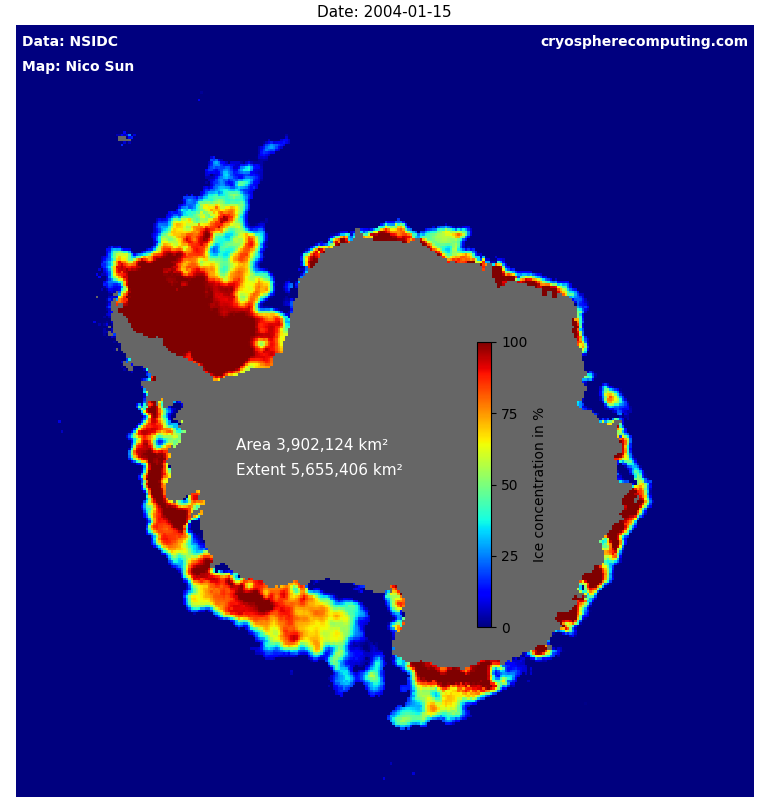 Date: 2004-01-15
Data: NSIDC
cryospherecomputing.com
Map: Nico Sun
100
75
50
25
0
Ice concentration in %
Area 3,902,124 km²
Extent 5,655,406 km²